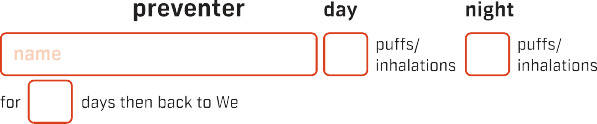 preventer day night
name puffs/ inhalations puffs/ inhalations
for days then back to We